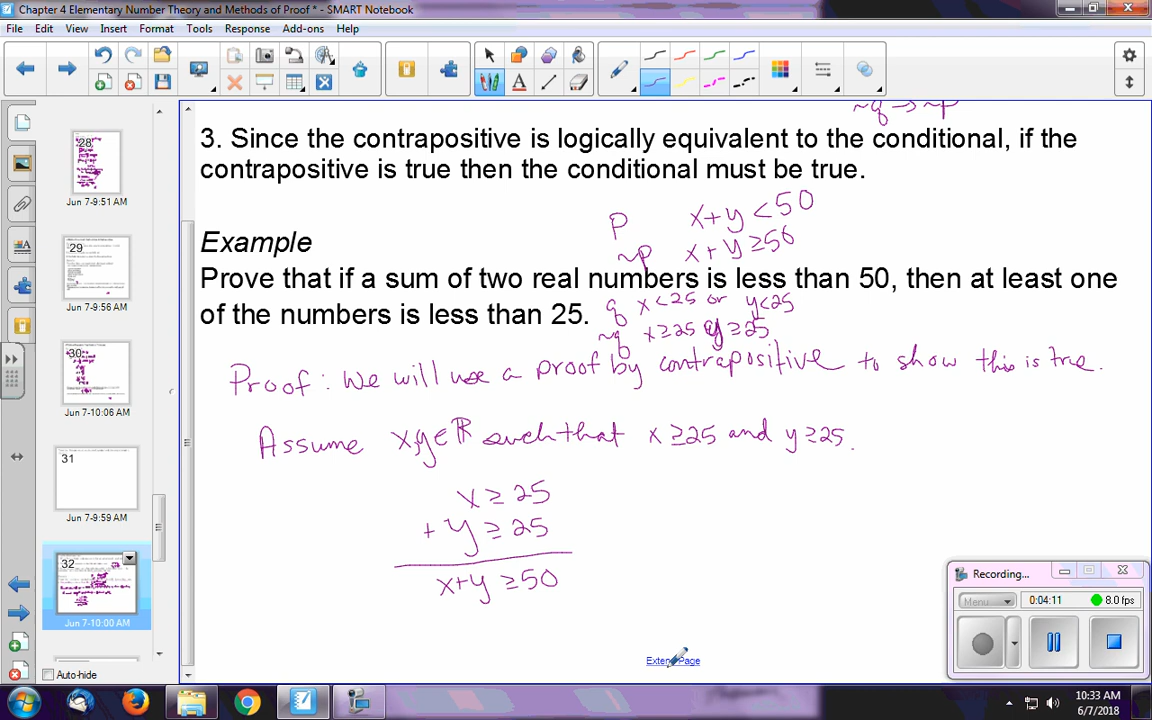 Chapter 4 Elementary Number Theory and Methods of Proof * - SMART Notebook
File Edit View Insert Format Tools Response Add-ons Help
~q → ~p
3. Since the contrapositive is logically equivalent to the conditional, if the
contrapositive is true then the conditional must be true.
p x+y < 50
Example
~p x+y ≥ 50
Prove that if a sum of two real numbers is less than 50, then at least one
of the numbers is less than 25.
q x < 25 or y < 25
~q x ≥ 25 y ≥ 25
Proof: We will use a proof by contrapositive to show this is true.
Assume x,y ∈ ℝ such that x ≥ 25 and y ≥ 25.
x ≥ 25
+ y ≥ 25
x+y ≥ 50
Extend Page
28
Jun 7-9:51 AM
29
Jun 7-9:56 AM
30
Jun 7-10:06 AM
31
Jun 7-9:59 AM
32
Jun 7-10:00 AM
Auto-hide
Recording...
Menu
0:04:11
8.0 fps
10:33 AM
6/7/2018